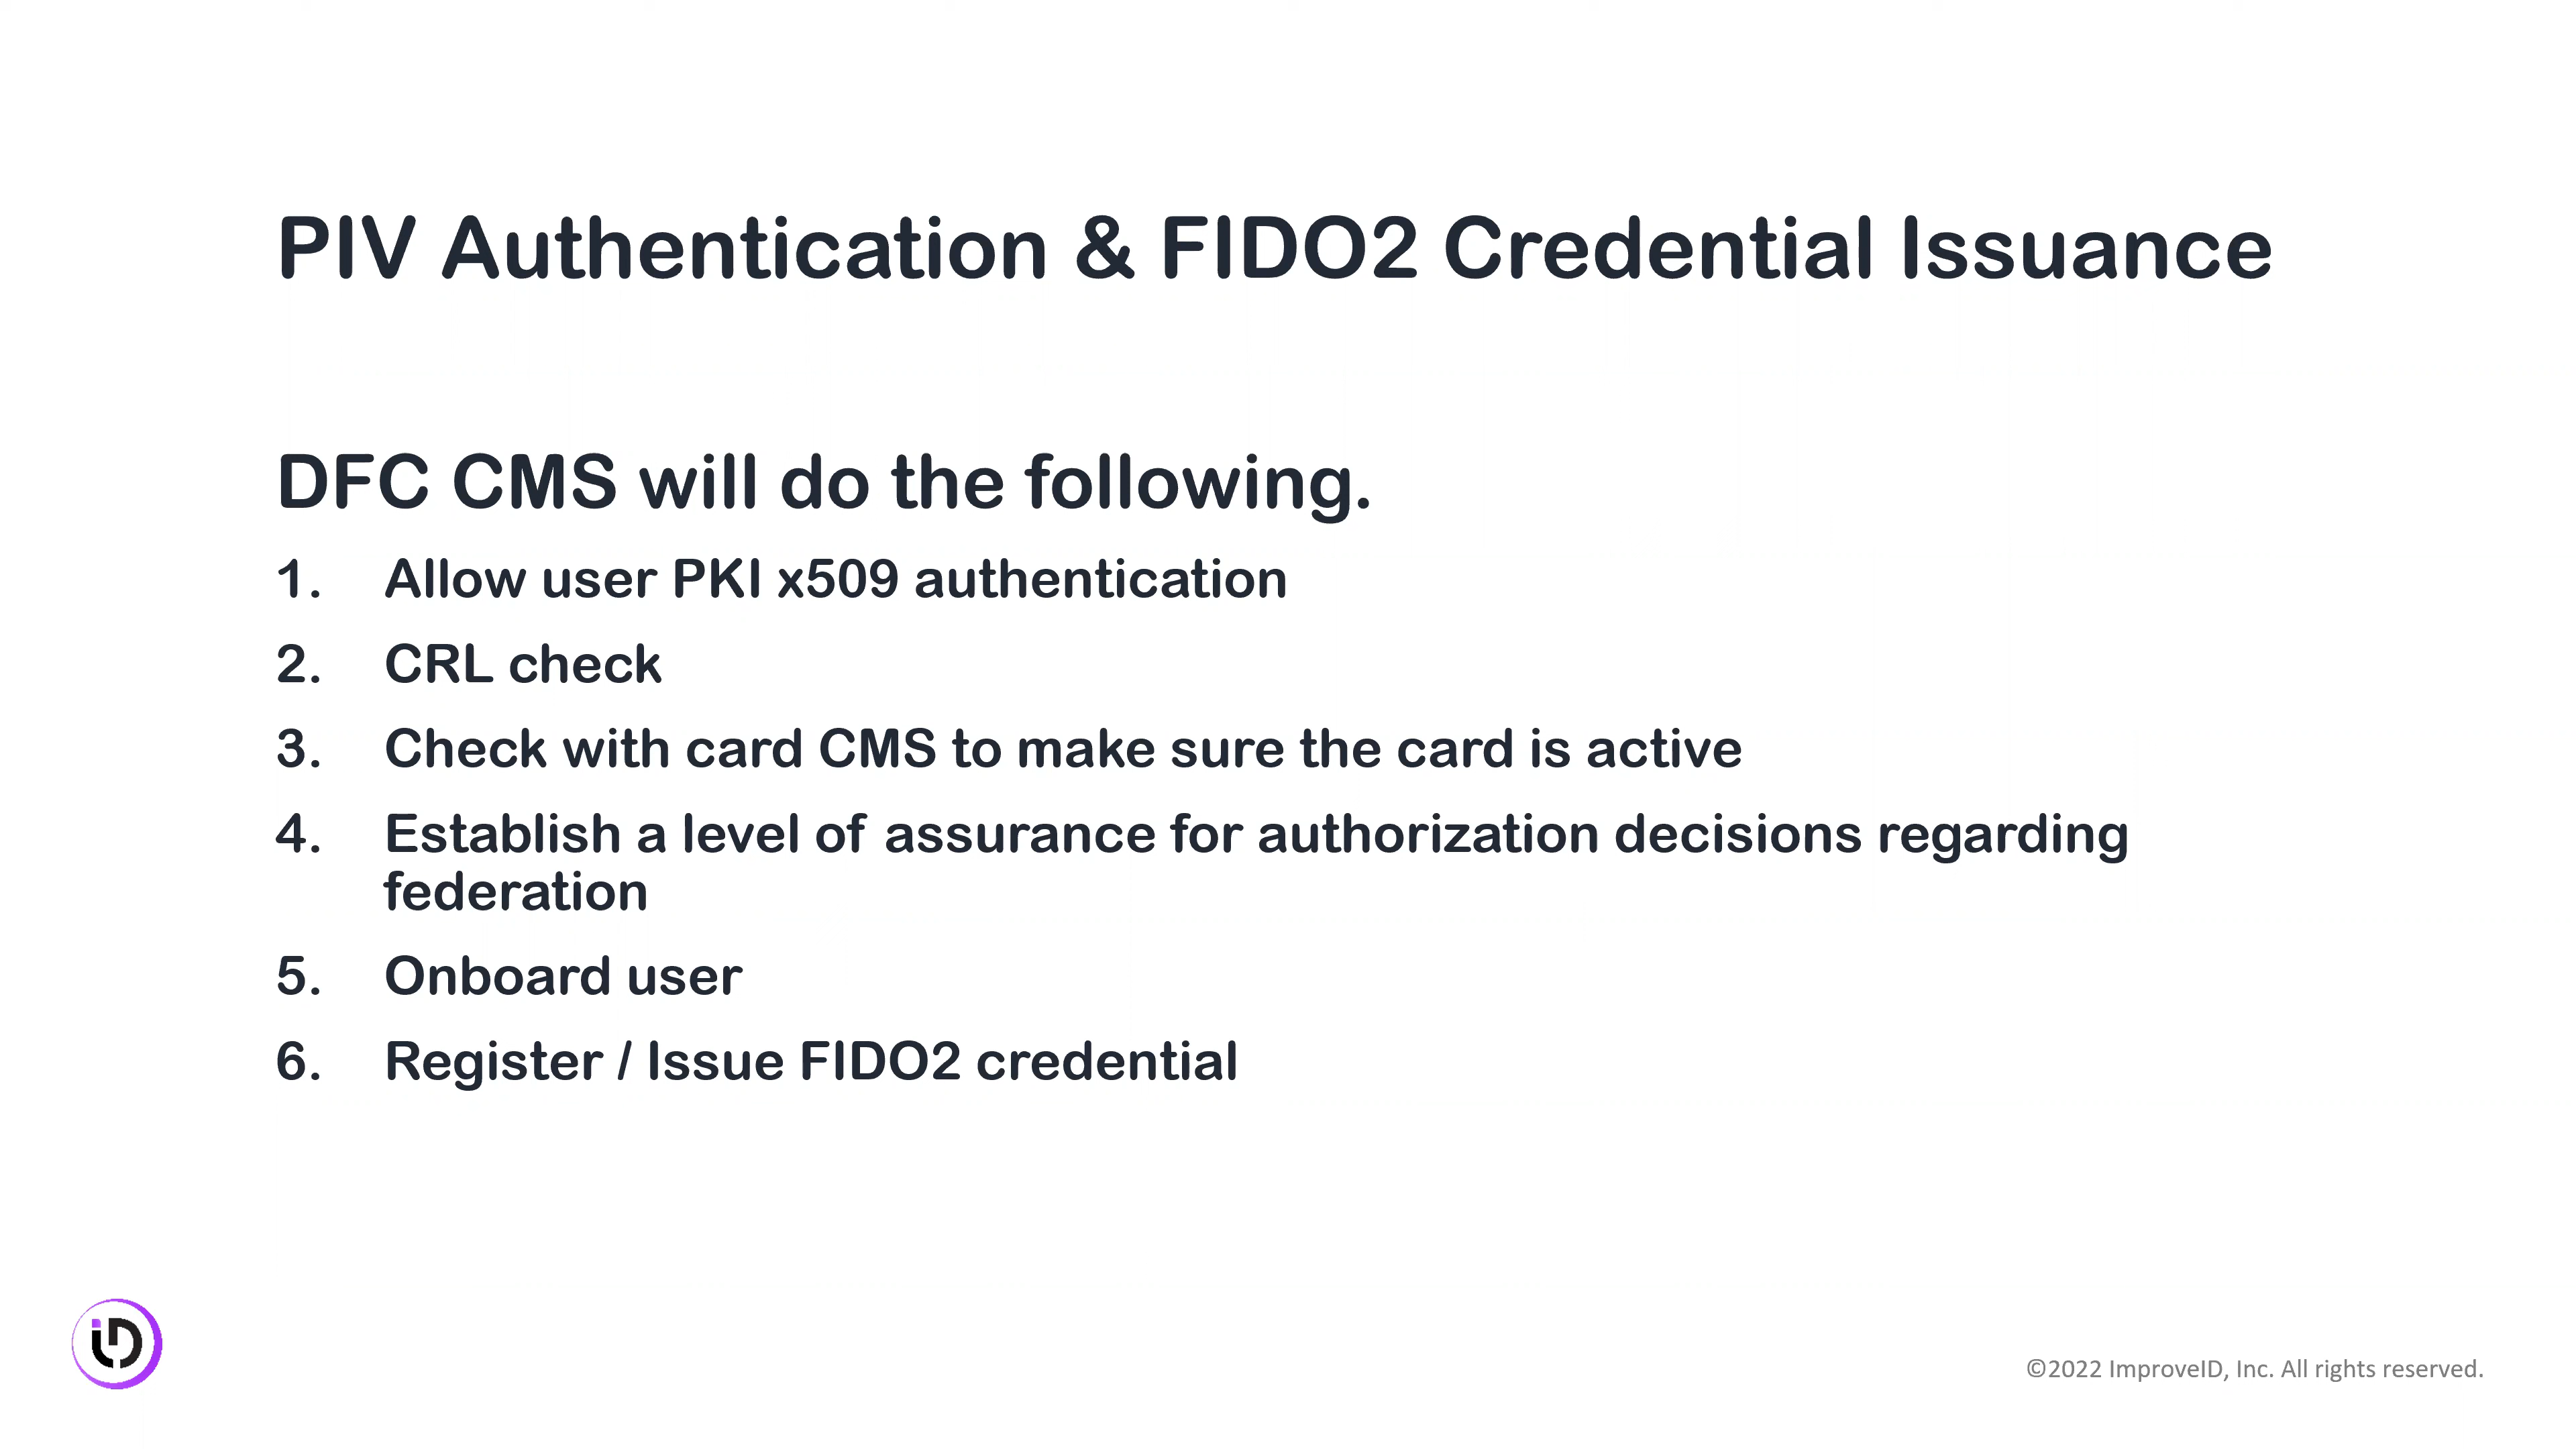 PIV Authentication & FIDO2 Credential Issuance
DFC CMS will do the following.
1. Allow user PKI x509 authentication
2. CRL check
3. Check with card CMS to make sure the card is active
4. Establish a level of assurance for authorization decisions regarding
federation
5. Onboard user
6. Register / Issue FIDO2 credential
iD
©2022 ImproveID, Inc. All rights reserved.